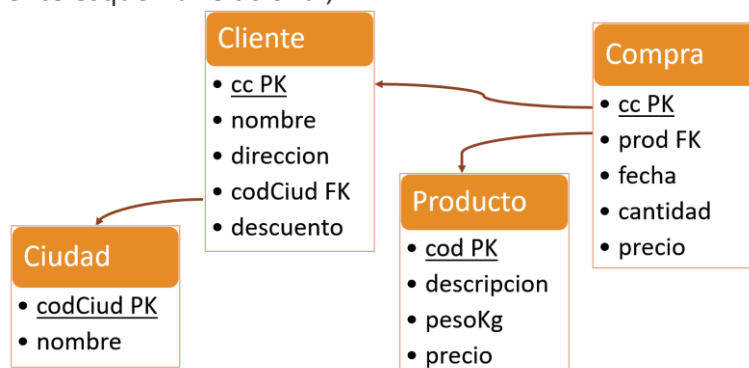 Cliente
• cc PK
• nombre
• direccion
• codCiud FK
• descuento
Compra
• cc PK
• prod FK
• fecha
• cantidad
• precio
Producto
• cod PK
• descripcion
• pesoKg
• precio
Ciudad
• codCiud PK
• nombre